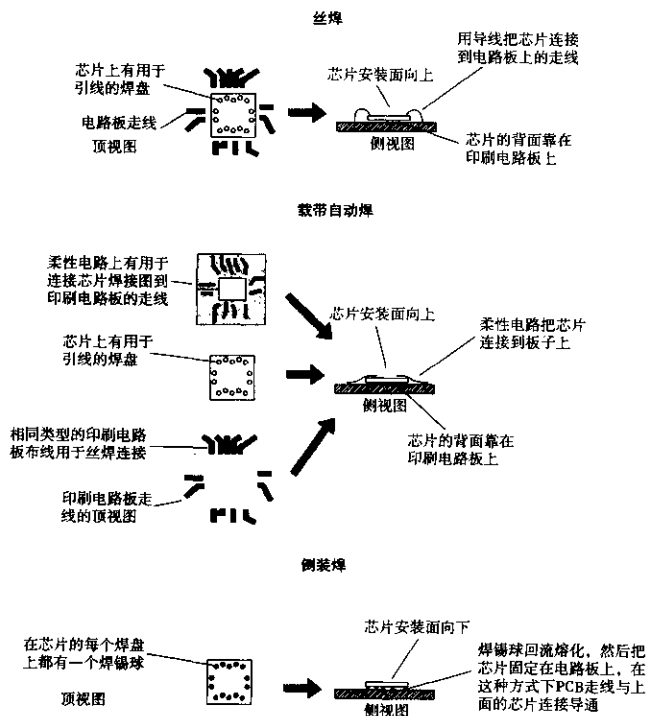 丝焊
芯片上有用于
引线的焊盘
电路板走线
顶视图
芯片安装面向上
用导线把芯片连接
到电路板上的走线
侧视图
芯片的背面靠在
印刷电路板上
载带自动焊
柔性电路上有用于
连接芯片焊接图到
印刷电路板的走线
芯片上有用于
引线的焊盘
相同类型的印刷电路
板布线用于丝焊连接
印刷电路板走
线的顶视图
芯片安装面向上
柔性电路把芯片
连接到板子上
侧视图
芯片的背面靠在
印刷电路板上
倒装焊
在芯片的每个焊盘
上都有一个焊锡球
顶视图
芯片安装面向下
侧视图
焊锡球回流熔化，然后把
芯片固定在电路板上，在
这种方式下PCB走线与上
面的芯片连接导通